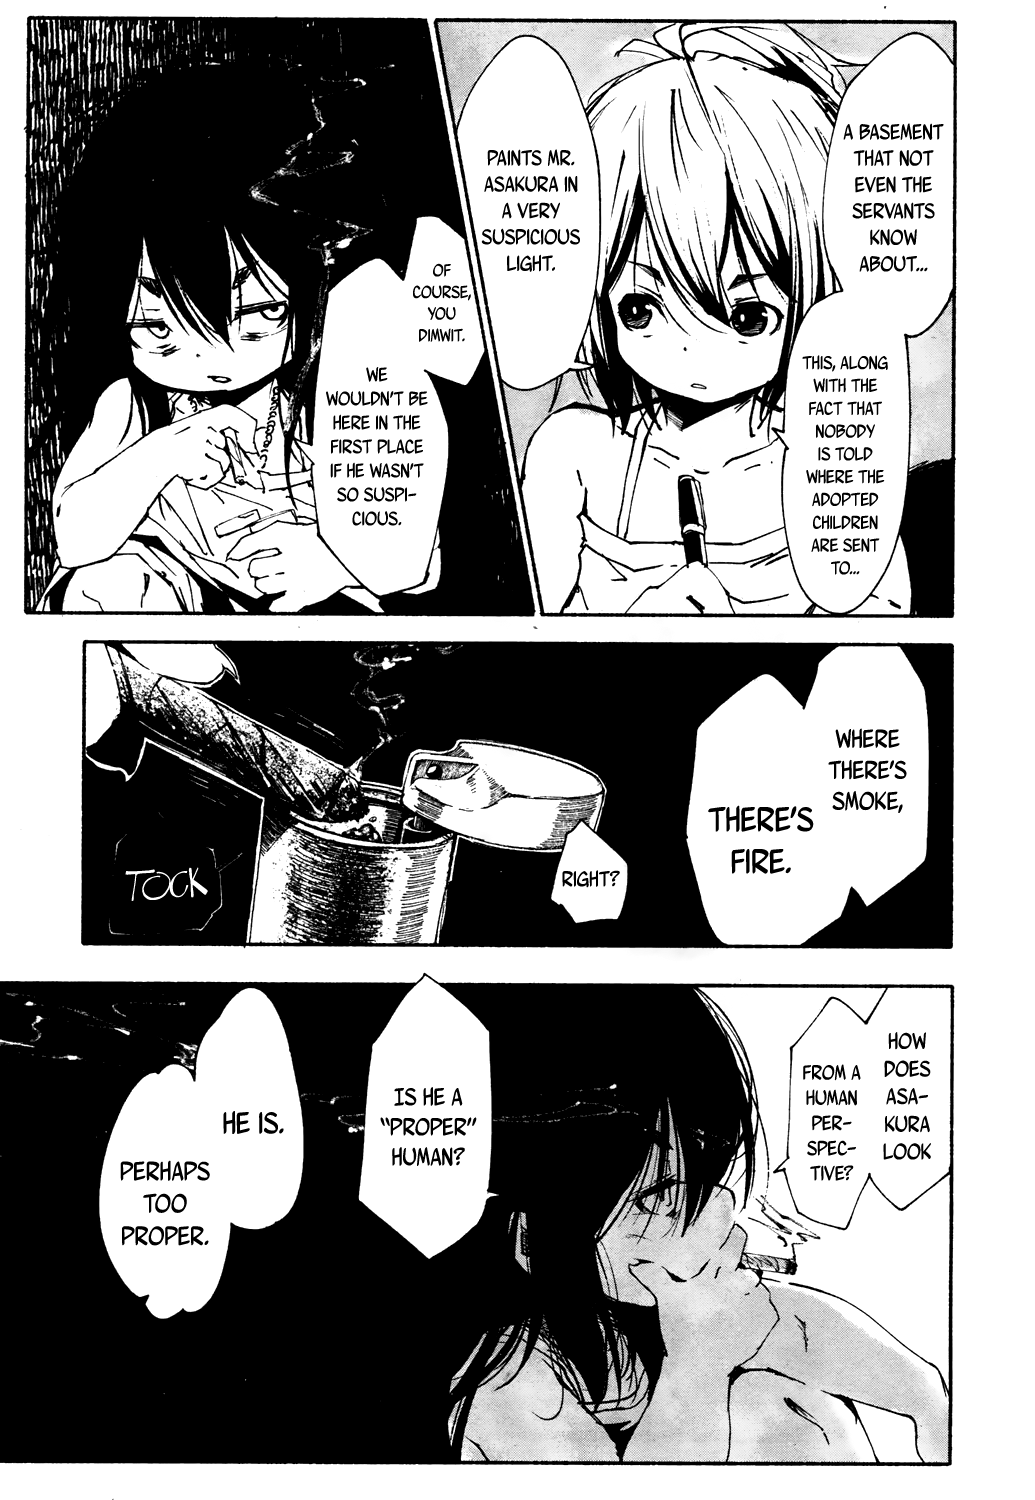 A BASEMENT
THAT NOT
EVEN THE
SERVANTS
KNOW
ABOUT...
THIS, ALONG
WITH THE
FACT THAT
NOBODY
IS TOLD
WHERE THE
ADOPTED
CHILDREN
ARE SENT
TO...
PAINTS MR.
ASAKURA IN
A VERY
SUSPICIOUS
LIGHT.
OF
COURSE,
YOU
DIMWIT.
WE
WOULDN'T BE
HERE IN THE
FIRST PLACE
IF HE WASN'T
SO SUSPI-
CIOUS.
WHERE
THERE'S
SMOKE,
THERE'S
FIRE.
RIGHT?
TOCK
HOW
DOES
ASA-
KURA
LOOK
FROM A
HUMAN
PER-
SPEC-
TIVE?
IS HE A
"PROPER"
HUMAN?
HE IS.
PERHAPS
TOO
PROPER.